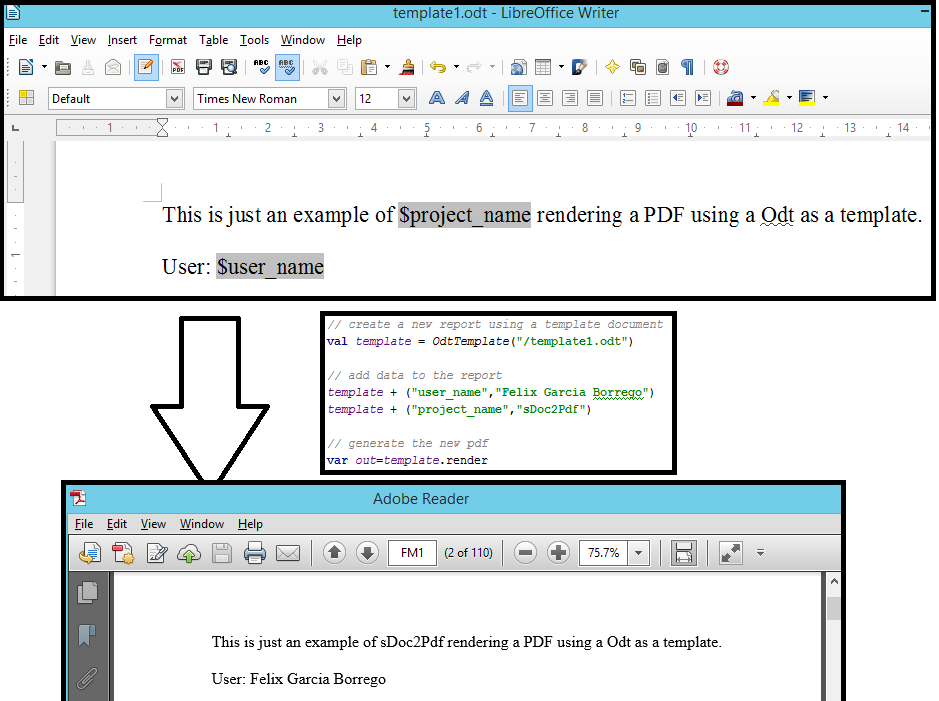 template1.odt - LibreOffice Writer
File Edit View Insert Format Table Tools Window Help
ABC ABC
Default Times New Roman 12
1 1 2 3 4 5 6 7 8 9 10 11 12 13 14
This is just an example of $project_name rendering a PDF using a Odt as a template.
User: $user_name
// create a new report using a template document
val template = OdtTemplate("/template1.odt")
// add data to the report
template + ("user_name","Felix Garcia Borrego")
template + ("project_name","sDoc2Pdf")
// generate the new pdf
var out=template.render
Adobe Reader
File Edit View Window Help
FM1 (2 of 110) 75.7%
This is just an example of sDoc2Pdf rendering a PDF using a Odt as a template.
User: Felix Garcia Borrego